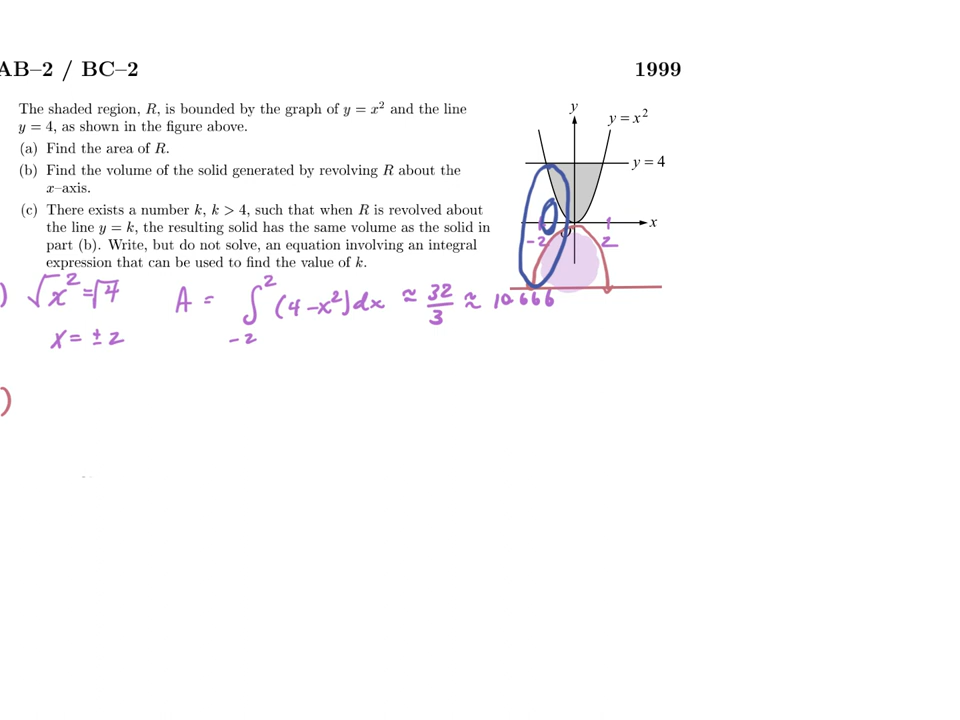 AB–2 / BC–2 1999
The shaded region, R, is bounded by the graph of y = x² and the line
y = 4, as shown in the figure above.
(a) Find the area of R.
(b) Find the volume of the solid generated by revolving R about the
x–axis.
(c) There exists a number k, k > 4, such that when R is revolved about
the line y = k, the resulting solid has the same volume as the solid in
part (b). Write, but do not solve, an equation involving an integral
expression that can be used to find the value of k.
y
y = x²
y = 4
x
O
-2 2
) √x² = √4 A = ∫_{-2}^{2} (4 - x²) dx ≈ 32/3 ≈ 10.666
x = ± 2
)